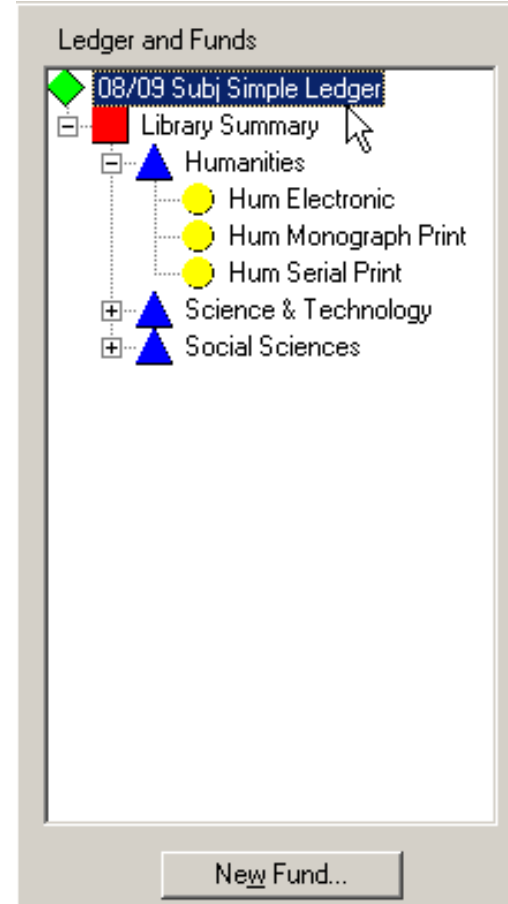 Ledger and Funds
08/09 Subj Simple Ledger
Library Summary
Humanities
Hum Electronic
Hum Monograph Print
Hum Serial Print
Science & Technology
Social Sciences
New Fund...